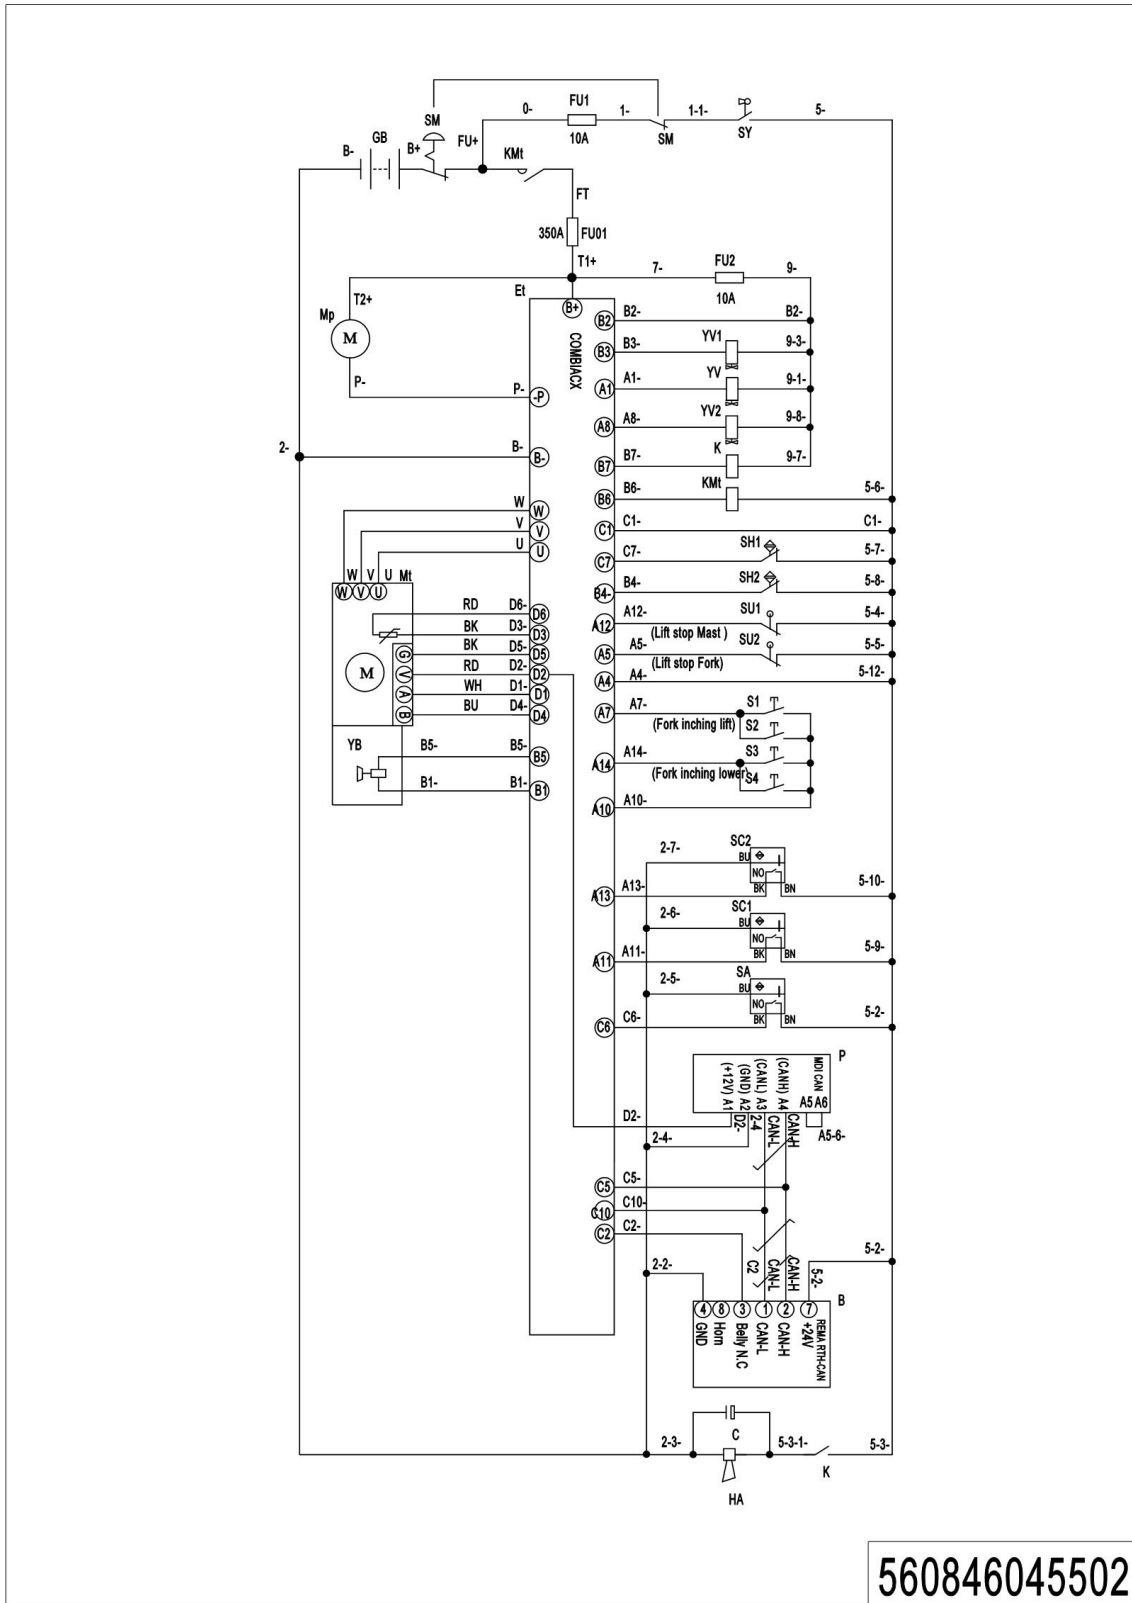 0-
FU1
1-
1-1-
5-
SM
10A
SM
SY
GB
FU+
B-
B+
KMt
FT
350A
FU01
T1+
7-
FU2
9-
10A
Et
B+
T2+
Mp
M
P-
COMBIACX
B2
B2-
B2-
B3
B3-
YV1
9-3-
A1
A1-
YV
9-1-
P-
-P
A8
A8-
YV2
9-8-
2-
B-
B-
B7
B7-
K
9-7-
B6
B6-
KMt
5-6-
W
W
C1
C1-
C1-
V
V
U
U
C7
C7-
SH1
5-7-
W V U Mt
W V U
B4-
B4-
SH2
5-8-
RD
D6-
D6
A12
A12-
SU1
5-4-
(Lift stop Mast )
BK
D3-
D3
BK
D5-
D5
G
A5
A5-
SU2
5-5-
(Lift stop Fork)
M
RD
D2-
D2
V
A4
A4-
5-12-
WH
D1-
D1
A
BU
D4-
D4
B
A7
A7-
S1
(Fork inching lift)
S2
YB
B5-
B5-
B5
A14
A14-
S3
(Fork inching lower)
S4
B1-
B1-
B1
A10
A10-
2-7-
SC2
BU
NO
BK
BN
A13
A13-
5-10-
2-6-
SC1
BU
NO
BK
BN
A11
A11-
5-9-
2-5-
SA
BU
NO
BK
BN
C6
C6-
5-2-
P
(+12V) A1
(GND) A2
(CANL) A3
(CANH) A4
MDI CAN
A5 A6
D2-
D2-
2-4
CAN-L
CAN-H
A5-6-
2-4-
C5
C5-
C10
C10-
C2
C2-
2-2-
C2
CAN-L
CAN-H
5-2-
5-2-
B
4
8
3
1
2
7
GND
Horn
Belly N.C
CAN-L
CAN-H
+24V
REMA RTH-CAN
2-3-
C
5-3-1-
5-3-
K
HA
560846045502